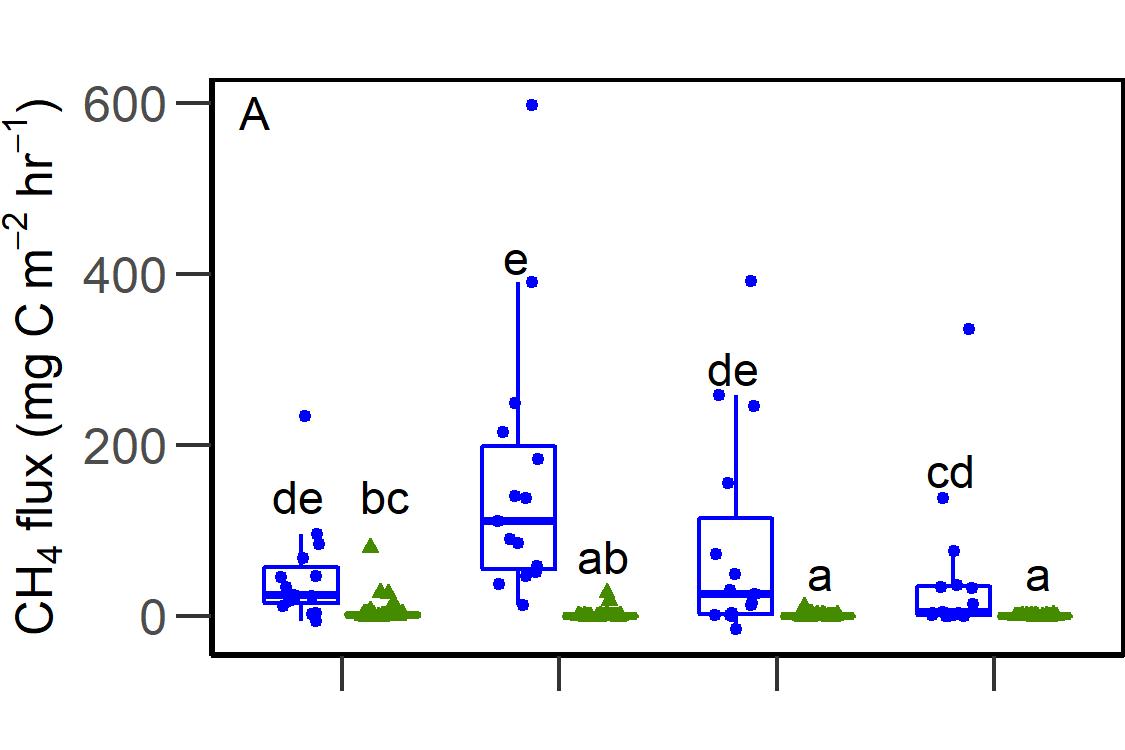 A
CH₄ flux (mg C m⁻² hr⁻¹)
600
400
200
0
de
bc
e
ab
de
a
cd
a